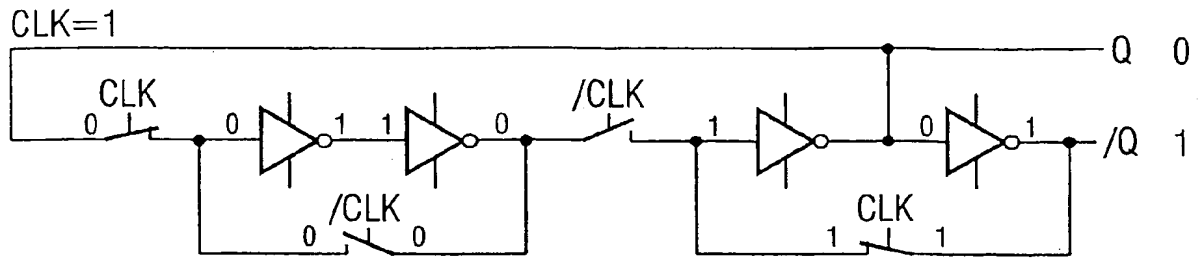 CLK=1
Q 0
CLK
/CLK
0 0 1 1 0 1 0 1 /Q 1
/CLK
CLK
0 0 1 1